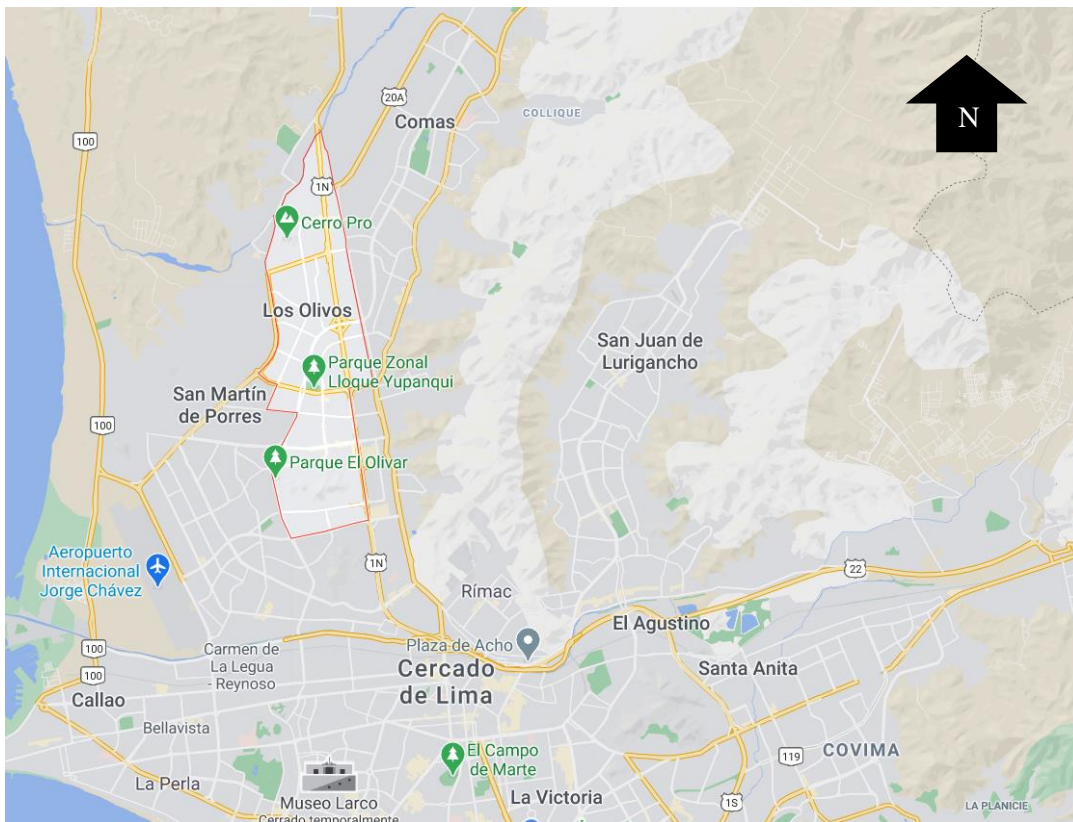 20A
COLLIQUE
Comas
N
100
1N
Cerro Pro
Los Olivos
San Juan de
Lurigancho
Parque Zonal
Lloque Yupanqui
San Martín
de Porres
100
Parque El Olivar
Aeropuerto
Internacional
Jorge Chávez
1N
22
Rímac
El Agustino
Plaza de Acho
100
Carmen de
La Legua
- Reynoso
Cercado
de Lima
Santa Anita
100
Callao
Bellavista
El Campo
de Marte
119
COVIMA
La Perla
Museo Larco
Cerrado temporalmente
La Victoria
1S
LA PLANICIE